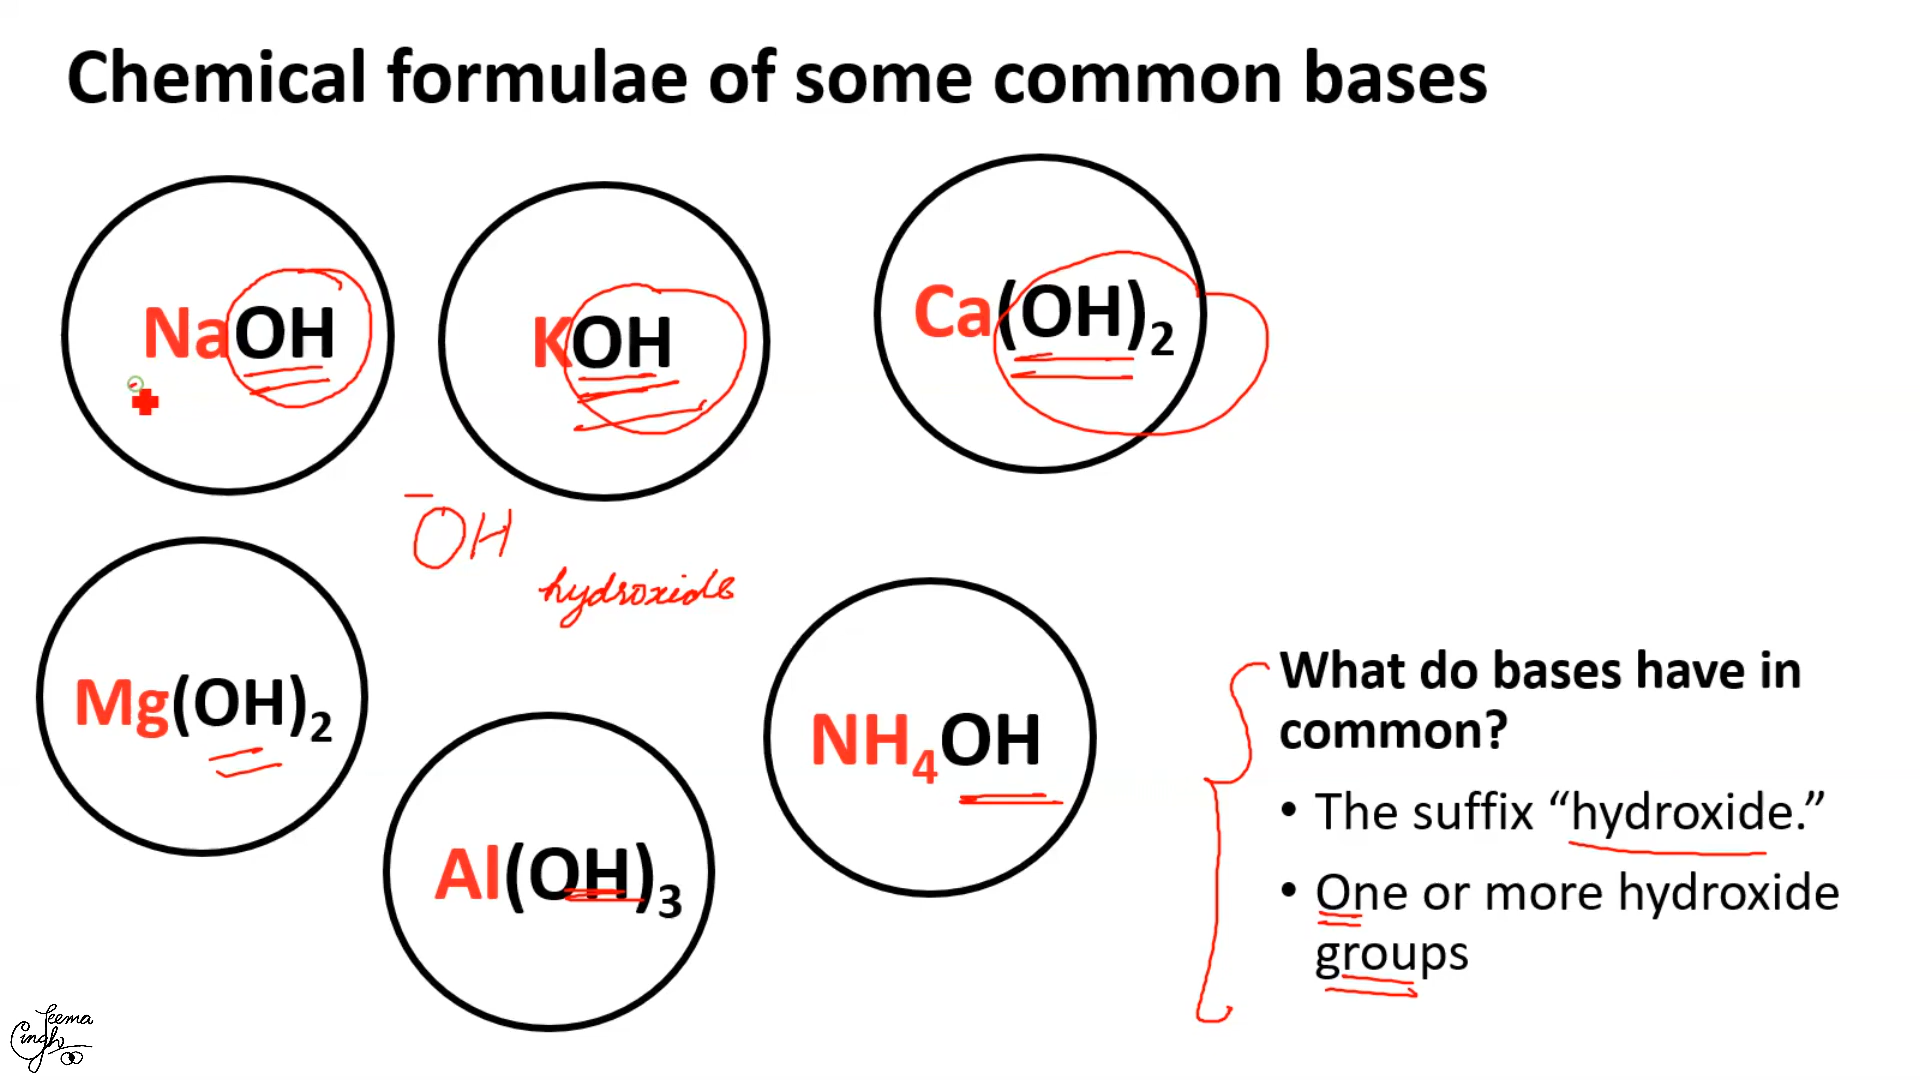 Chemical formulae of some common bases
NaOH
KOH
Ca(OH)₂
⁻OH
hydroxide
Mg(OH)₂
Al(OH)₃
NH₄OH
What do bases have in
common?
• The suffix “hydroxide.”
• One or more hydroxide
groups